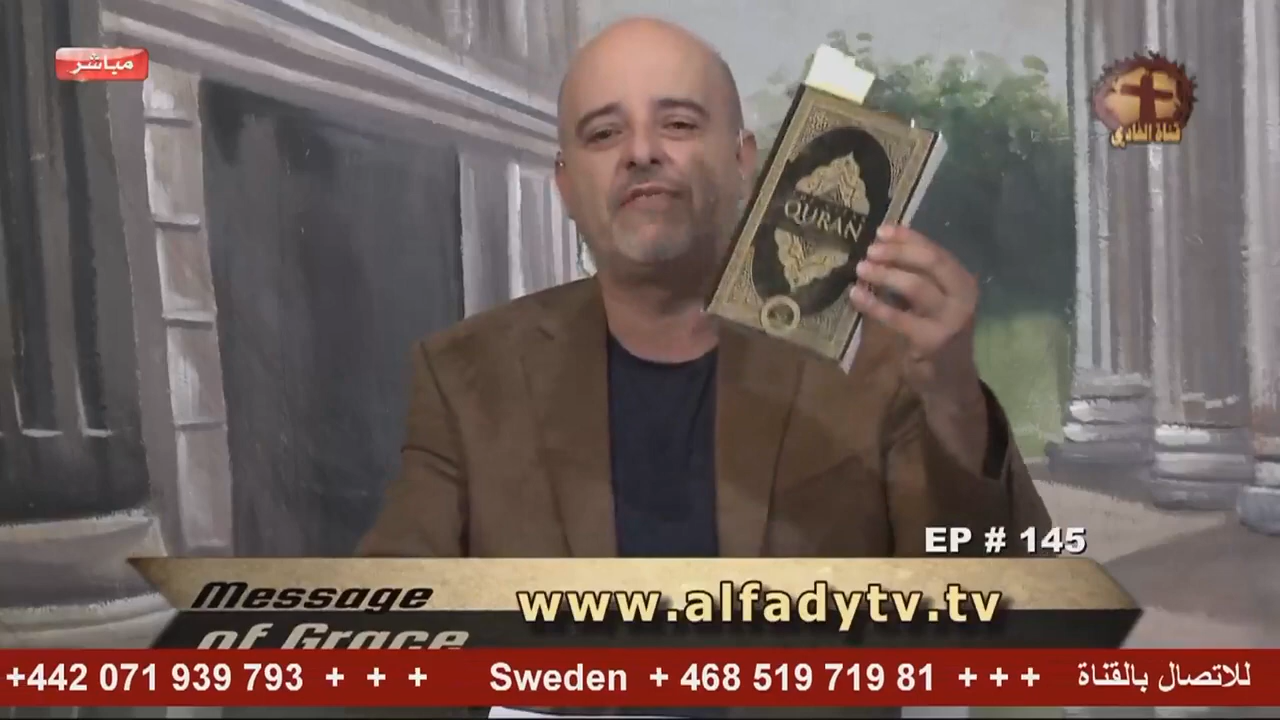 مباشر
قناة الفادي
QURAN
EP # 145
Message
of Grace
www.alfadytv.tv
+442 071 939 793 + + + Sweden + 468 519 719 81 + + + للاتصال بالقناة